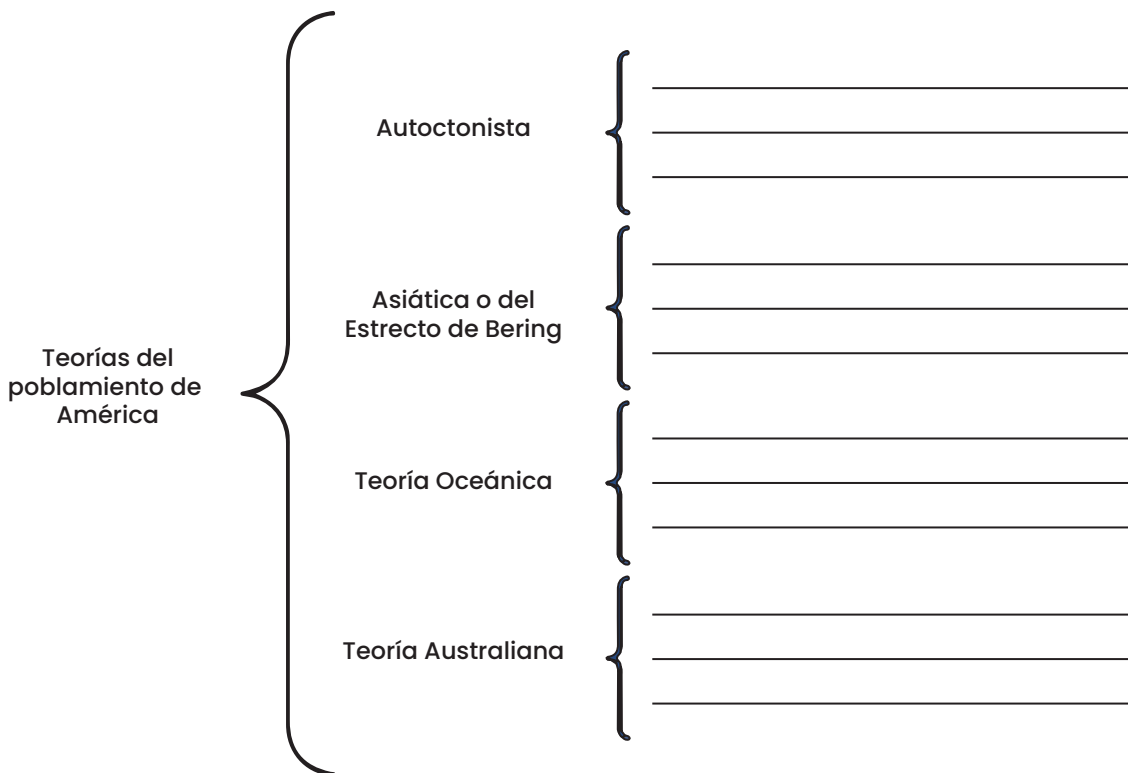 Teorías del
poblamiento de
América
Autoctonista
Asiática o del
Estrecto de Bering
Teoría Oceánica
Teoría Australiana